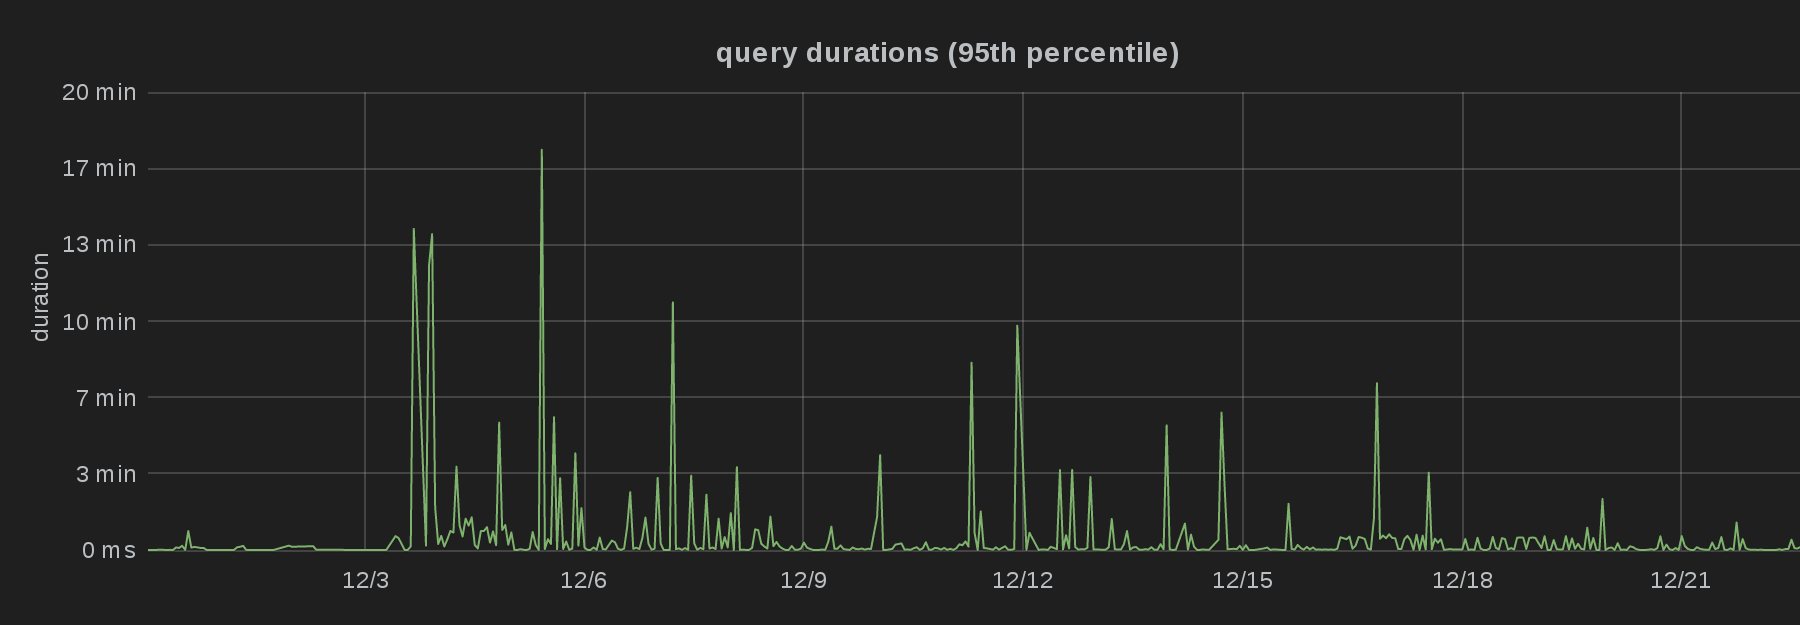 query durations (95th percentile)
20 min
17 min
13 min
10 min
7 min
3 min
0 ms
duration
12/3 12/6 12/9 12/12 12/15 12/18 12/21